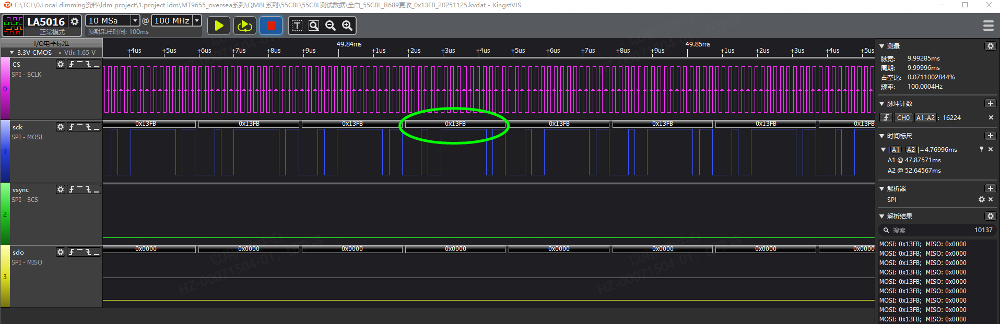 E:\TCL\0.Local dimming资料\ldm project\1.project ldm\MT9655_oversea系列\QM8L系列\55C8L\55C8L测试数据\全白_55C8L_R689更改_0x13FB_20251125.kvdat - KingstVIS
LA5016
正常模式
10 MSa @ 100 MHz
预期采样时间: 100ms
I/O电平标准
3.3V CMOS -> Vth: 1.65 V
49.84ms 49.85ms
+4us +5us +6us +7us +8us +9us +1us +2us +3us +4us +5us +6us +7us +8us +9us +1us +2us +3us +4us +5us
0
CS
SPI - SCLK
1
sck
SPI - MOSI
0x13FB 0x13FB 0x13FB 0x13FB 0x13FB 0x13FB 0x13FB 0x13FB
2
vsync
SPI - SCS
3
sdo
SPI - MISO
0x0000 0x0000 0x0000 0x0000 0x0000 0x0000 0x0000 0x0000
测量
脉宽: 9.99285ms
周期: 9.99996ms
占空比: 0.0711002844%
频率: 100.0004Hz
脉冲计数
CH0 A1-A2 : 16224
时间标尺
|A1 - A2|=4.76996ms
A1 @ 47.87571ms
A2 @ 52.64567ms
解析器
SPI
解析结果
搜索 10137
MOSI: 0x13FB; MISO: 0x0000
MOSI: 0x13FB; MISO: 0x0000
MOSI: 0x13FB; MISO: 0x0000
MOSI: 0x13FB; MISO: 0x0000
MOSI: 0x13FB; MISO: 0x0000
MOSI: 0x13FB; MISO: 0x0000
MOSI: 0x13FB; MISO: 0x0000
MOSI: 0x13FB; MISO: 0x0000
MOSI: 0x13FB; MISO: 0x0000